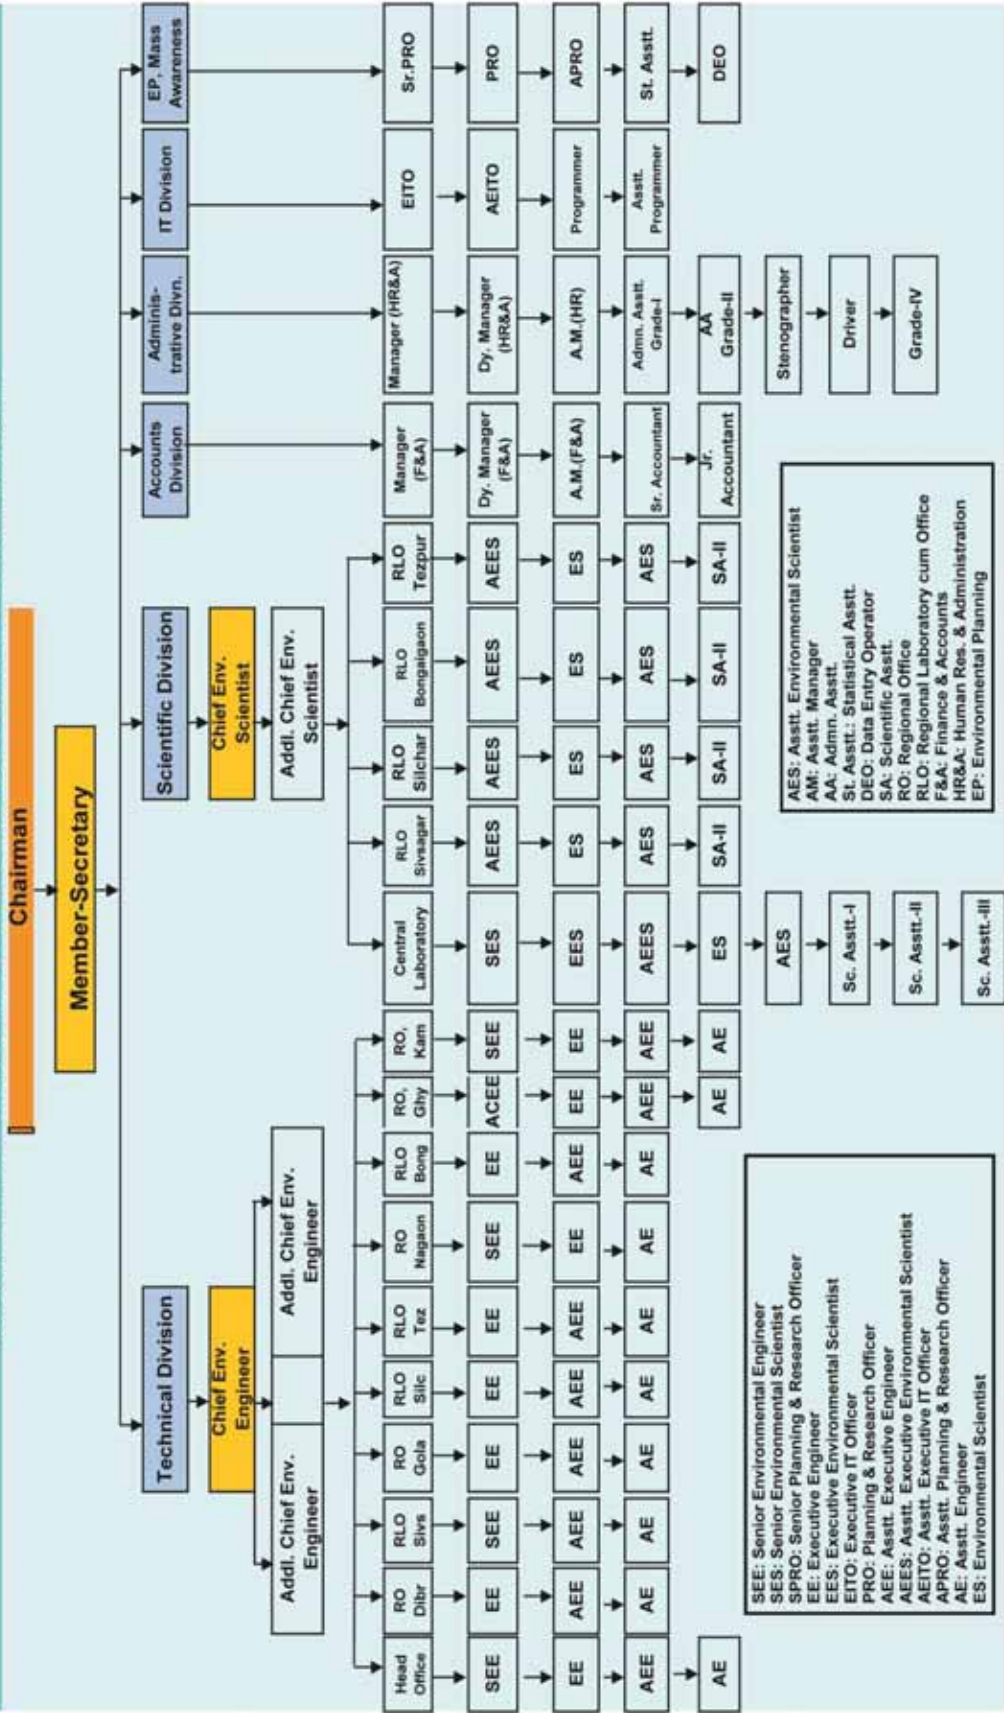 Chairman
Member-Secretary
Technical Division
Scientific Division
Accounts
Division
Adminis-
trative Divn.
IT Division
EP, Mass
Awareness
Chief Env.
Engineer
Chief Env.
Scientist
Addl. Chief Env.
Engineer
Addl. Chief Env.
Engineer
Addl. Chief Env.
Scientist
Head
Office
RO
Dibr
RLO
Sivs
RO
Gola
RLO
Silc
RLO
Tez
RO
Nagaon
RLO
Bong
RO,
Ghy
RO,
Kam
Central
Laboratory
RLO
Sivsagar
RLO
Silchar
RLO
Bongaigaon
RLO
Tezpur
Manager
(F&A)
Manager (HR&A)
EITO
Sr.PRO
SEE
EE
SEE
EE
EE
EE
SEE
EE
ACEE
SEE
SES
AEES
AEES
AEES
AEES
Dy. Manager
(F&A)
Dy. Manager
(HR&A)
AEITO
PRO
EE
AEE
AEE
AEE
AEE
AEE
EE
AEE
EE
EE
EES
ES
ES
ES
ES
A.M.(F&A)
A.M.(HR)
Programmer
APRO
AEE
AE
AE
AE
AE
AE
AE
AE
AEE
AEE
AEES
AES
AES
AES
AES
Sr. Accountant
Admn. Asstt.
Grade-I
Asstt.
Programmer
St. Asstt.
AE
AE
AE
ES
SA-II
SA-II
SA-II
SA-II
Jr.
Accountant
AA
Grade-II
DEO
AES
Stenographer
Sc. Asstt.-I
Driver
Sc. Asstt.-II
Grade-IV
Sc. Asstt.-III
SEE: Senior Environmental Engineer
SES: Senior Environmental Scientist
SPRO: Senior Planning & Research Officer
EE: Executive Engineer
EES: Executive Environmental Scientist
EITO: Executive IT Officer
PRO: Planning & Research Officer
AEE: Asstt. Executive Engineer
AEES: Asstt. Executive Environmental Scientist
AEITO: Asstt. Executive IT Officer
APRO: Asstt. Planning & Research Officer
AE: Asstt. Engineer
ES: Environmental Scientist
AES: Asstt. Environmental Scientist
AM: Asstt. Manager
AA: Admn. Asstt.
St. Asstt.: Statistical Asstt.
DEO: Data Entry Operator
SA: Scientific Asstt.
RO: Regional Office
RLO: Regional Laboratory cum Office
F&A: Finance & Accounts
HR&A: Human Res. & Administration
EP: Environmental Planning